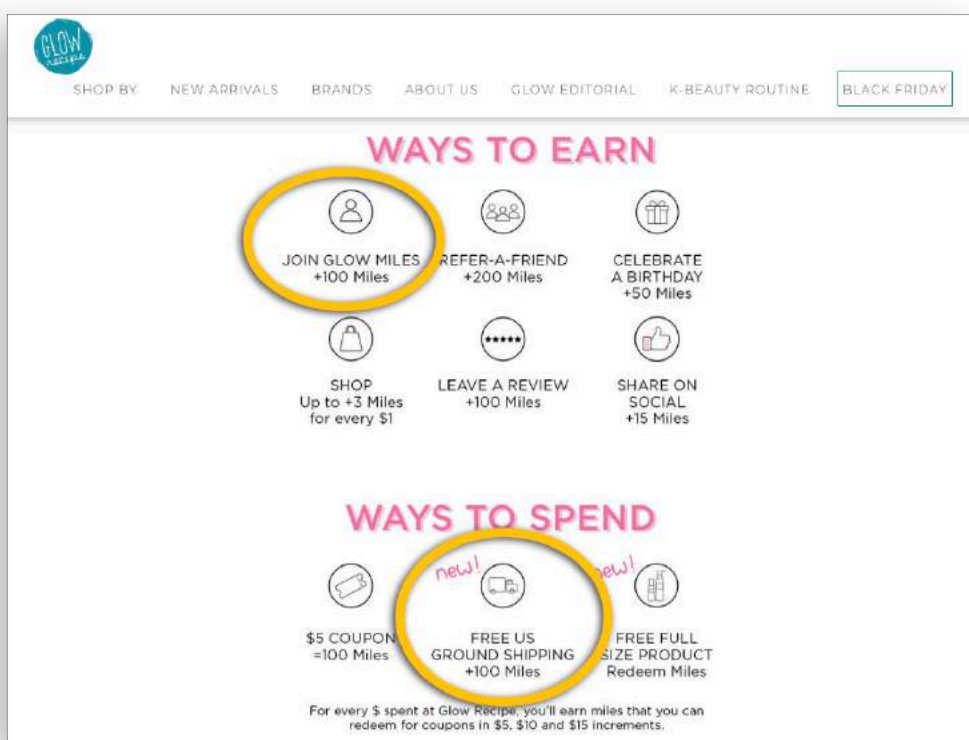 GLOW
recipe
SHOP BY NEW ARRIVALS BRANDS ABOUT US GLOW EDITORIAL K-BEAUTY ROUTINE BLACK FRIDAY
WAYS TO EARN
JOIN GLOW MILES
+100 Miles
REFER-A-FRIEND
+200 Miles
CELEBRATE
A BIRTHDAY
+50 Miles
SHOP
Up to +3 Miles
for every $1
LEAVE A REVIEW
+100 Miles
SHARE ON
SOCIAL
+15 Miles
WAYS TO SPEND
$5 COUPON
=100 Miles
new!
FREE US
GROUND SHIPPING
+100 Miles
new!
FREE FULL
SIZE PRODUCT
Redeem Miles
For every $ spent at Glow Recipe, you'll earn miles that you can
redeem for coupons in $5, $10 and $15 increments.